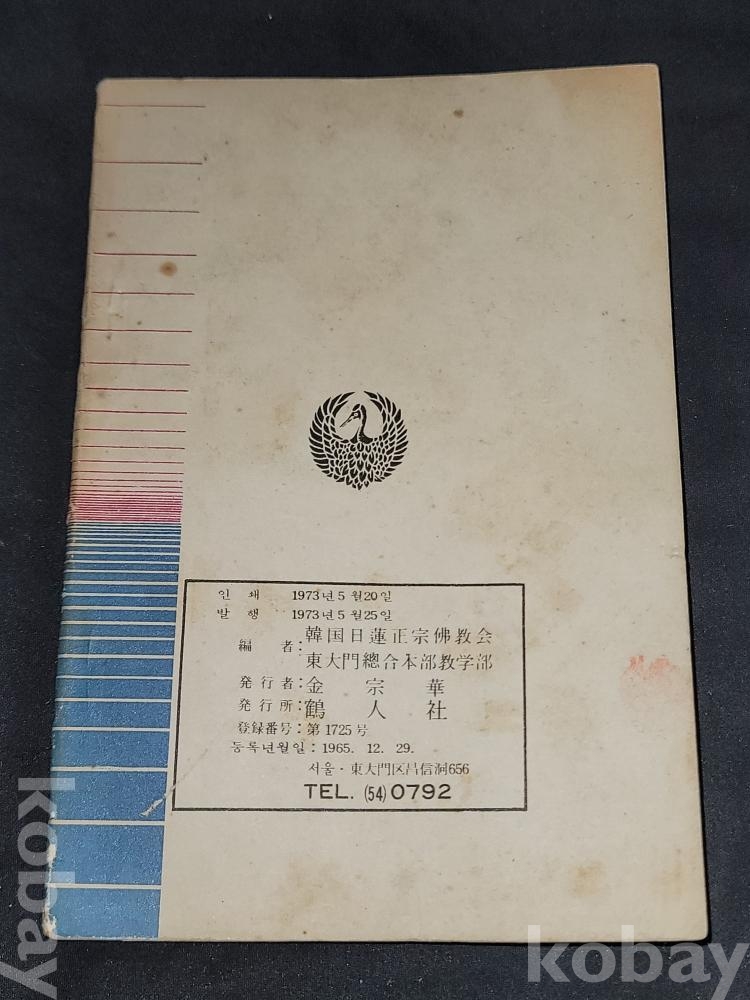 인 쇄 1973년 5월 20일
발 행 1973년 5월 25일
編 者: 韓国日蓮正宗佛教会
東大門總合本部教学部
発行者: 金 宗 華
発行所: 鶴 人 社
登録番号: 第 1725号
등록년월일: 1965. 12. 29.
서울·東大門区昌信洞656
TEL. (54) 0792
kobay
kobay